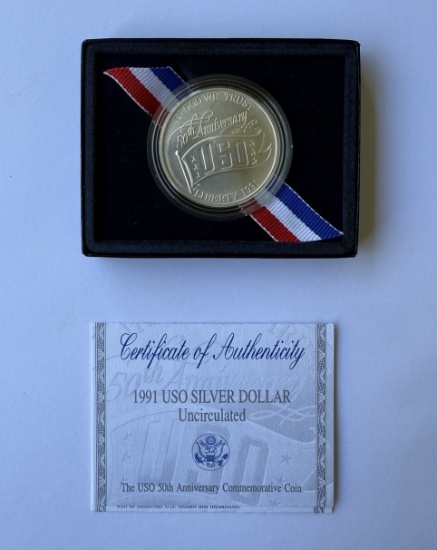 IN GOD WE TRUST
50th Anniversary
USO
LIBERTY 1991
Certificate of Authenticity
1991 USO SILVER DOLLAR
Uncirculated
The USO 50th Anniversary Commemorative Coin